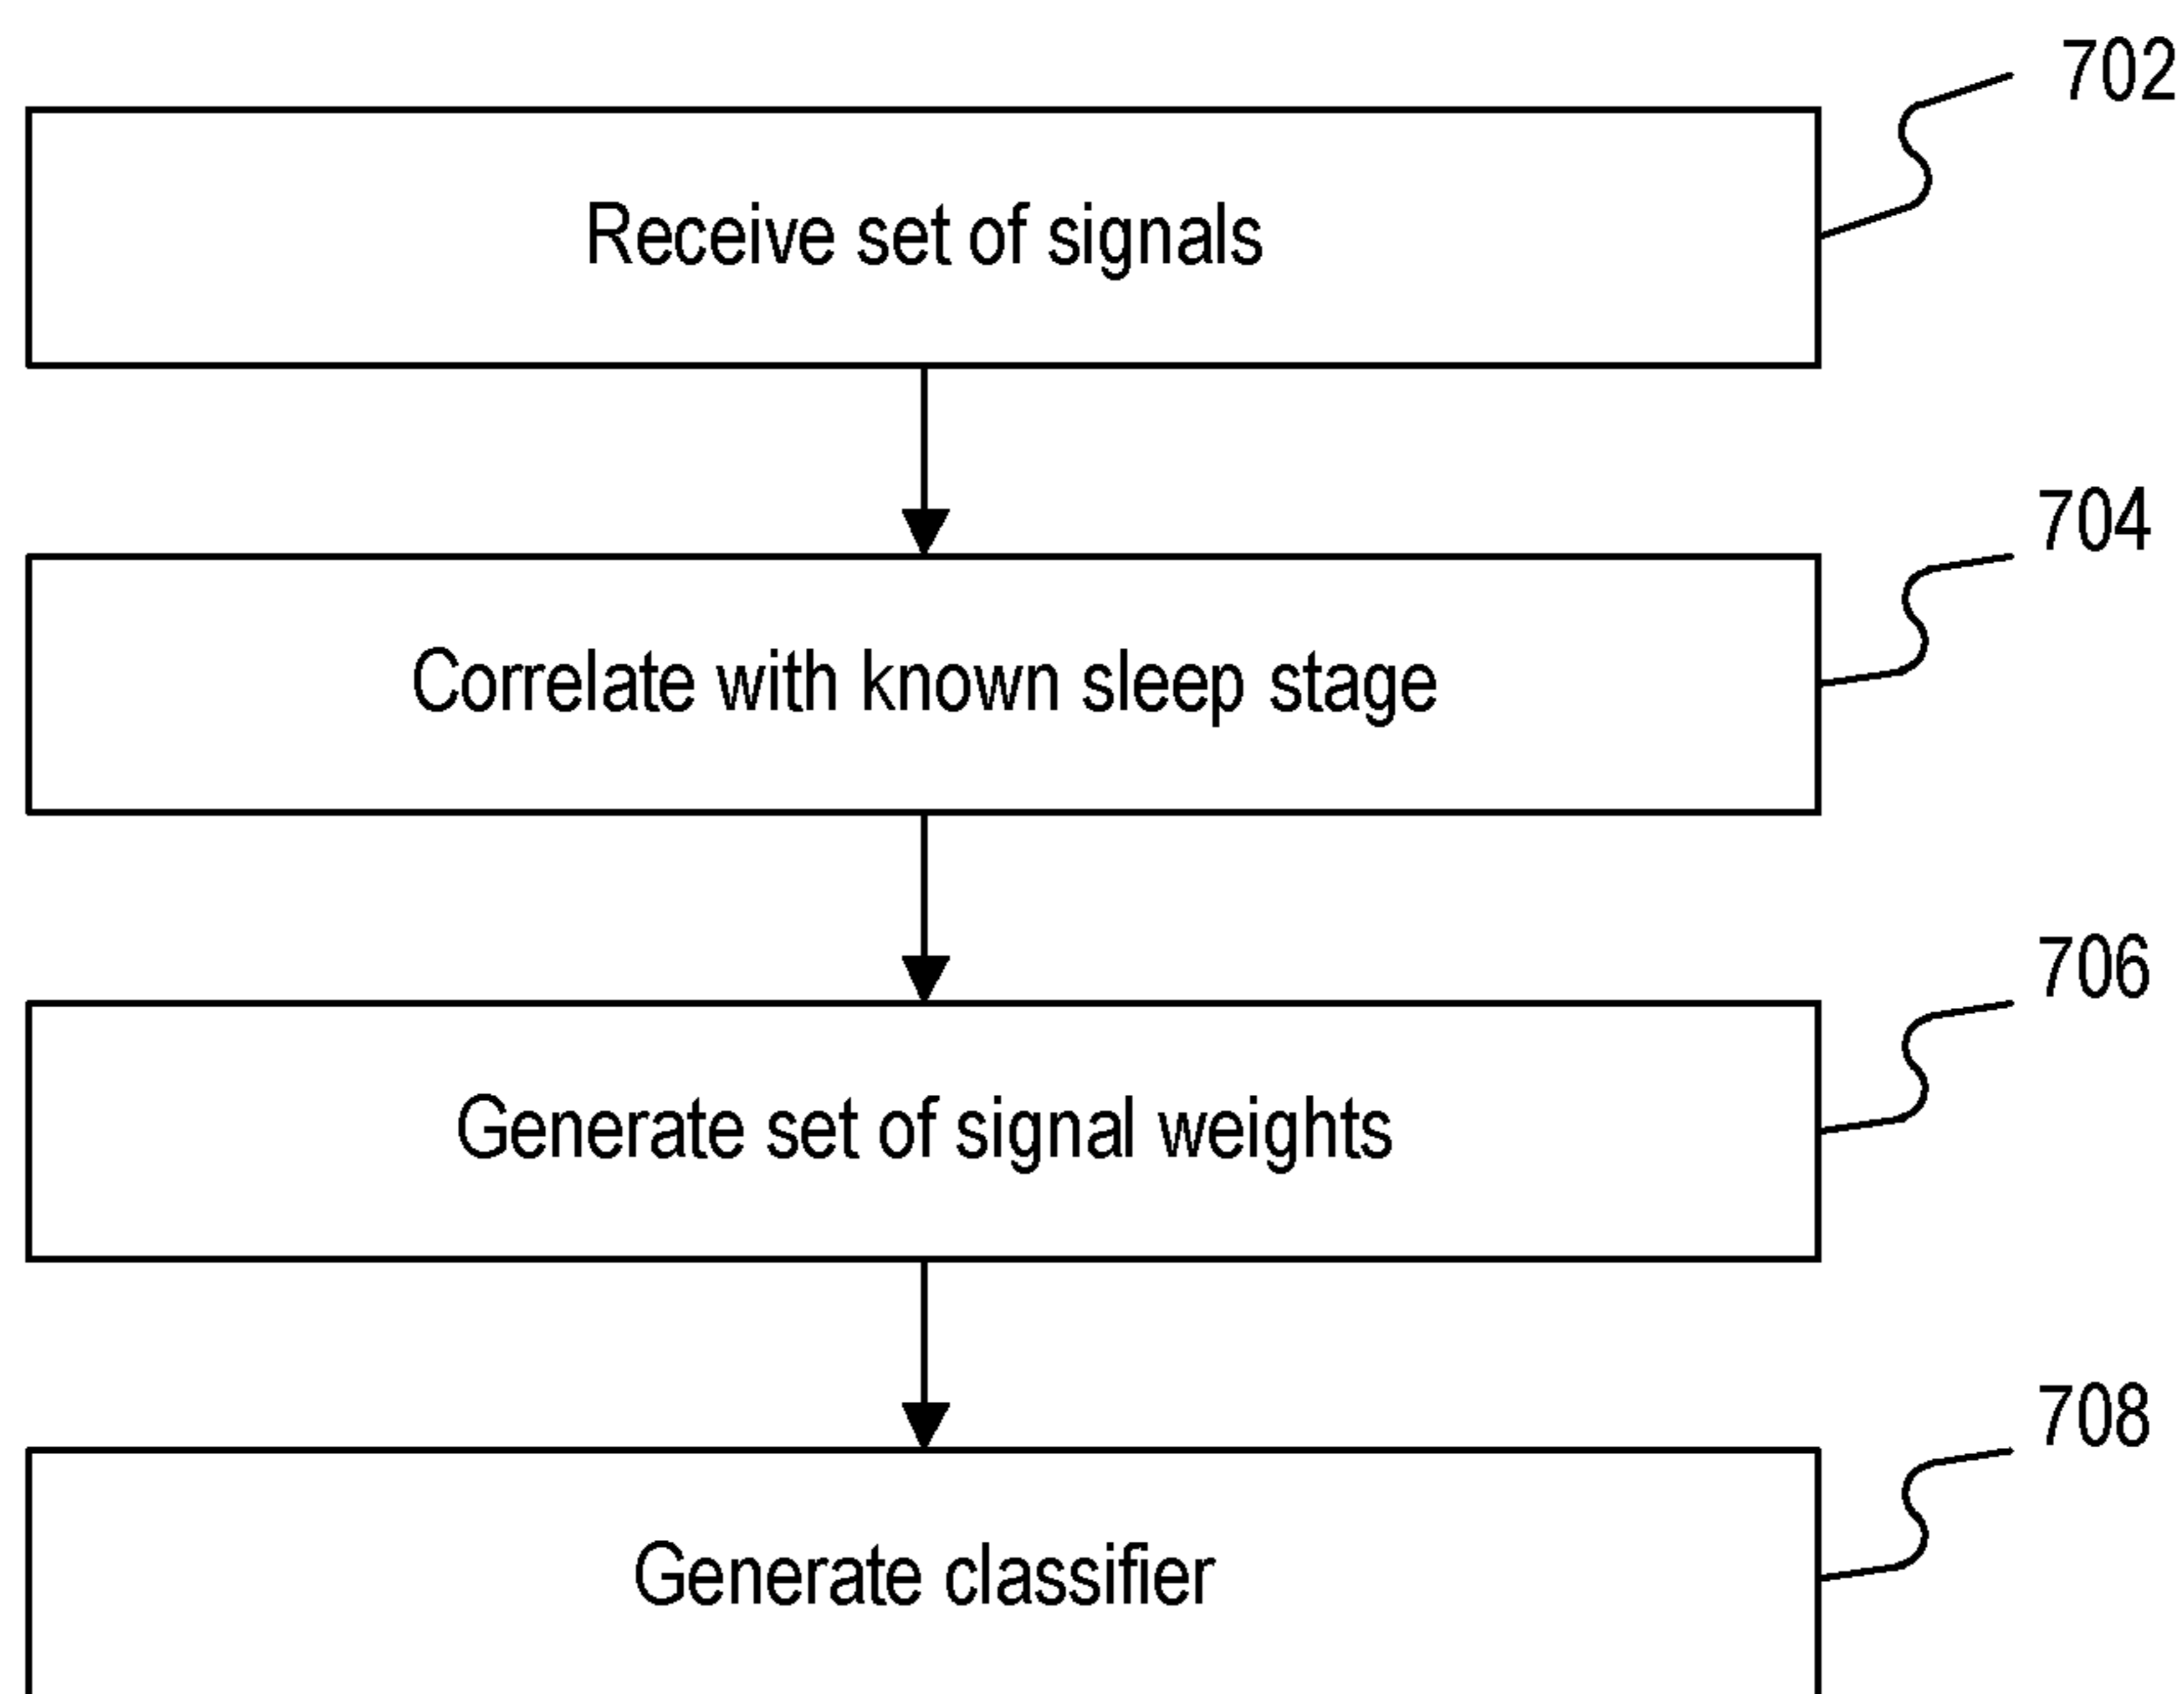 702
Receive set of signals
704
Correlate with known sleep stage
706
Generate set of signal weights
708
Generate classifier